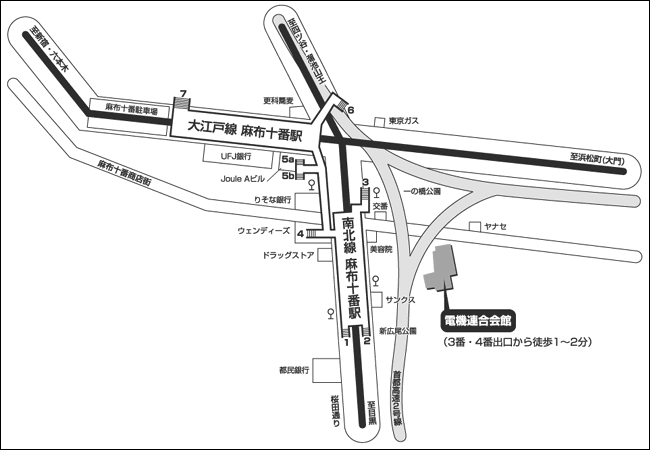 至新宿・六本木
至四ツ谷・溜池山王
7
麻布十番駐車場
更科蕎麦
6
大江戸線 麻布十番駅
東京ガス
至浜松町(大門)
UFJ銀行
5a
Joule Aビル
5b
麻布十番商店街
3
一の橋公園
りそな銀行
交番
ウェンディーズ
4
ヤナセ
南北線 麻布十番駅
美容院
ドラッグストア
サンクス
電機連合会館
(3番・4番出口から徒歩1〜2分)
新広尾公園
1
2
都民銀行
首都高速2号線
桜田通り
至目黒